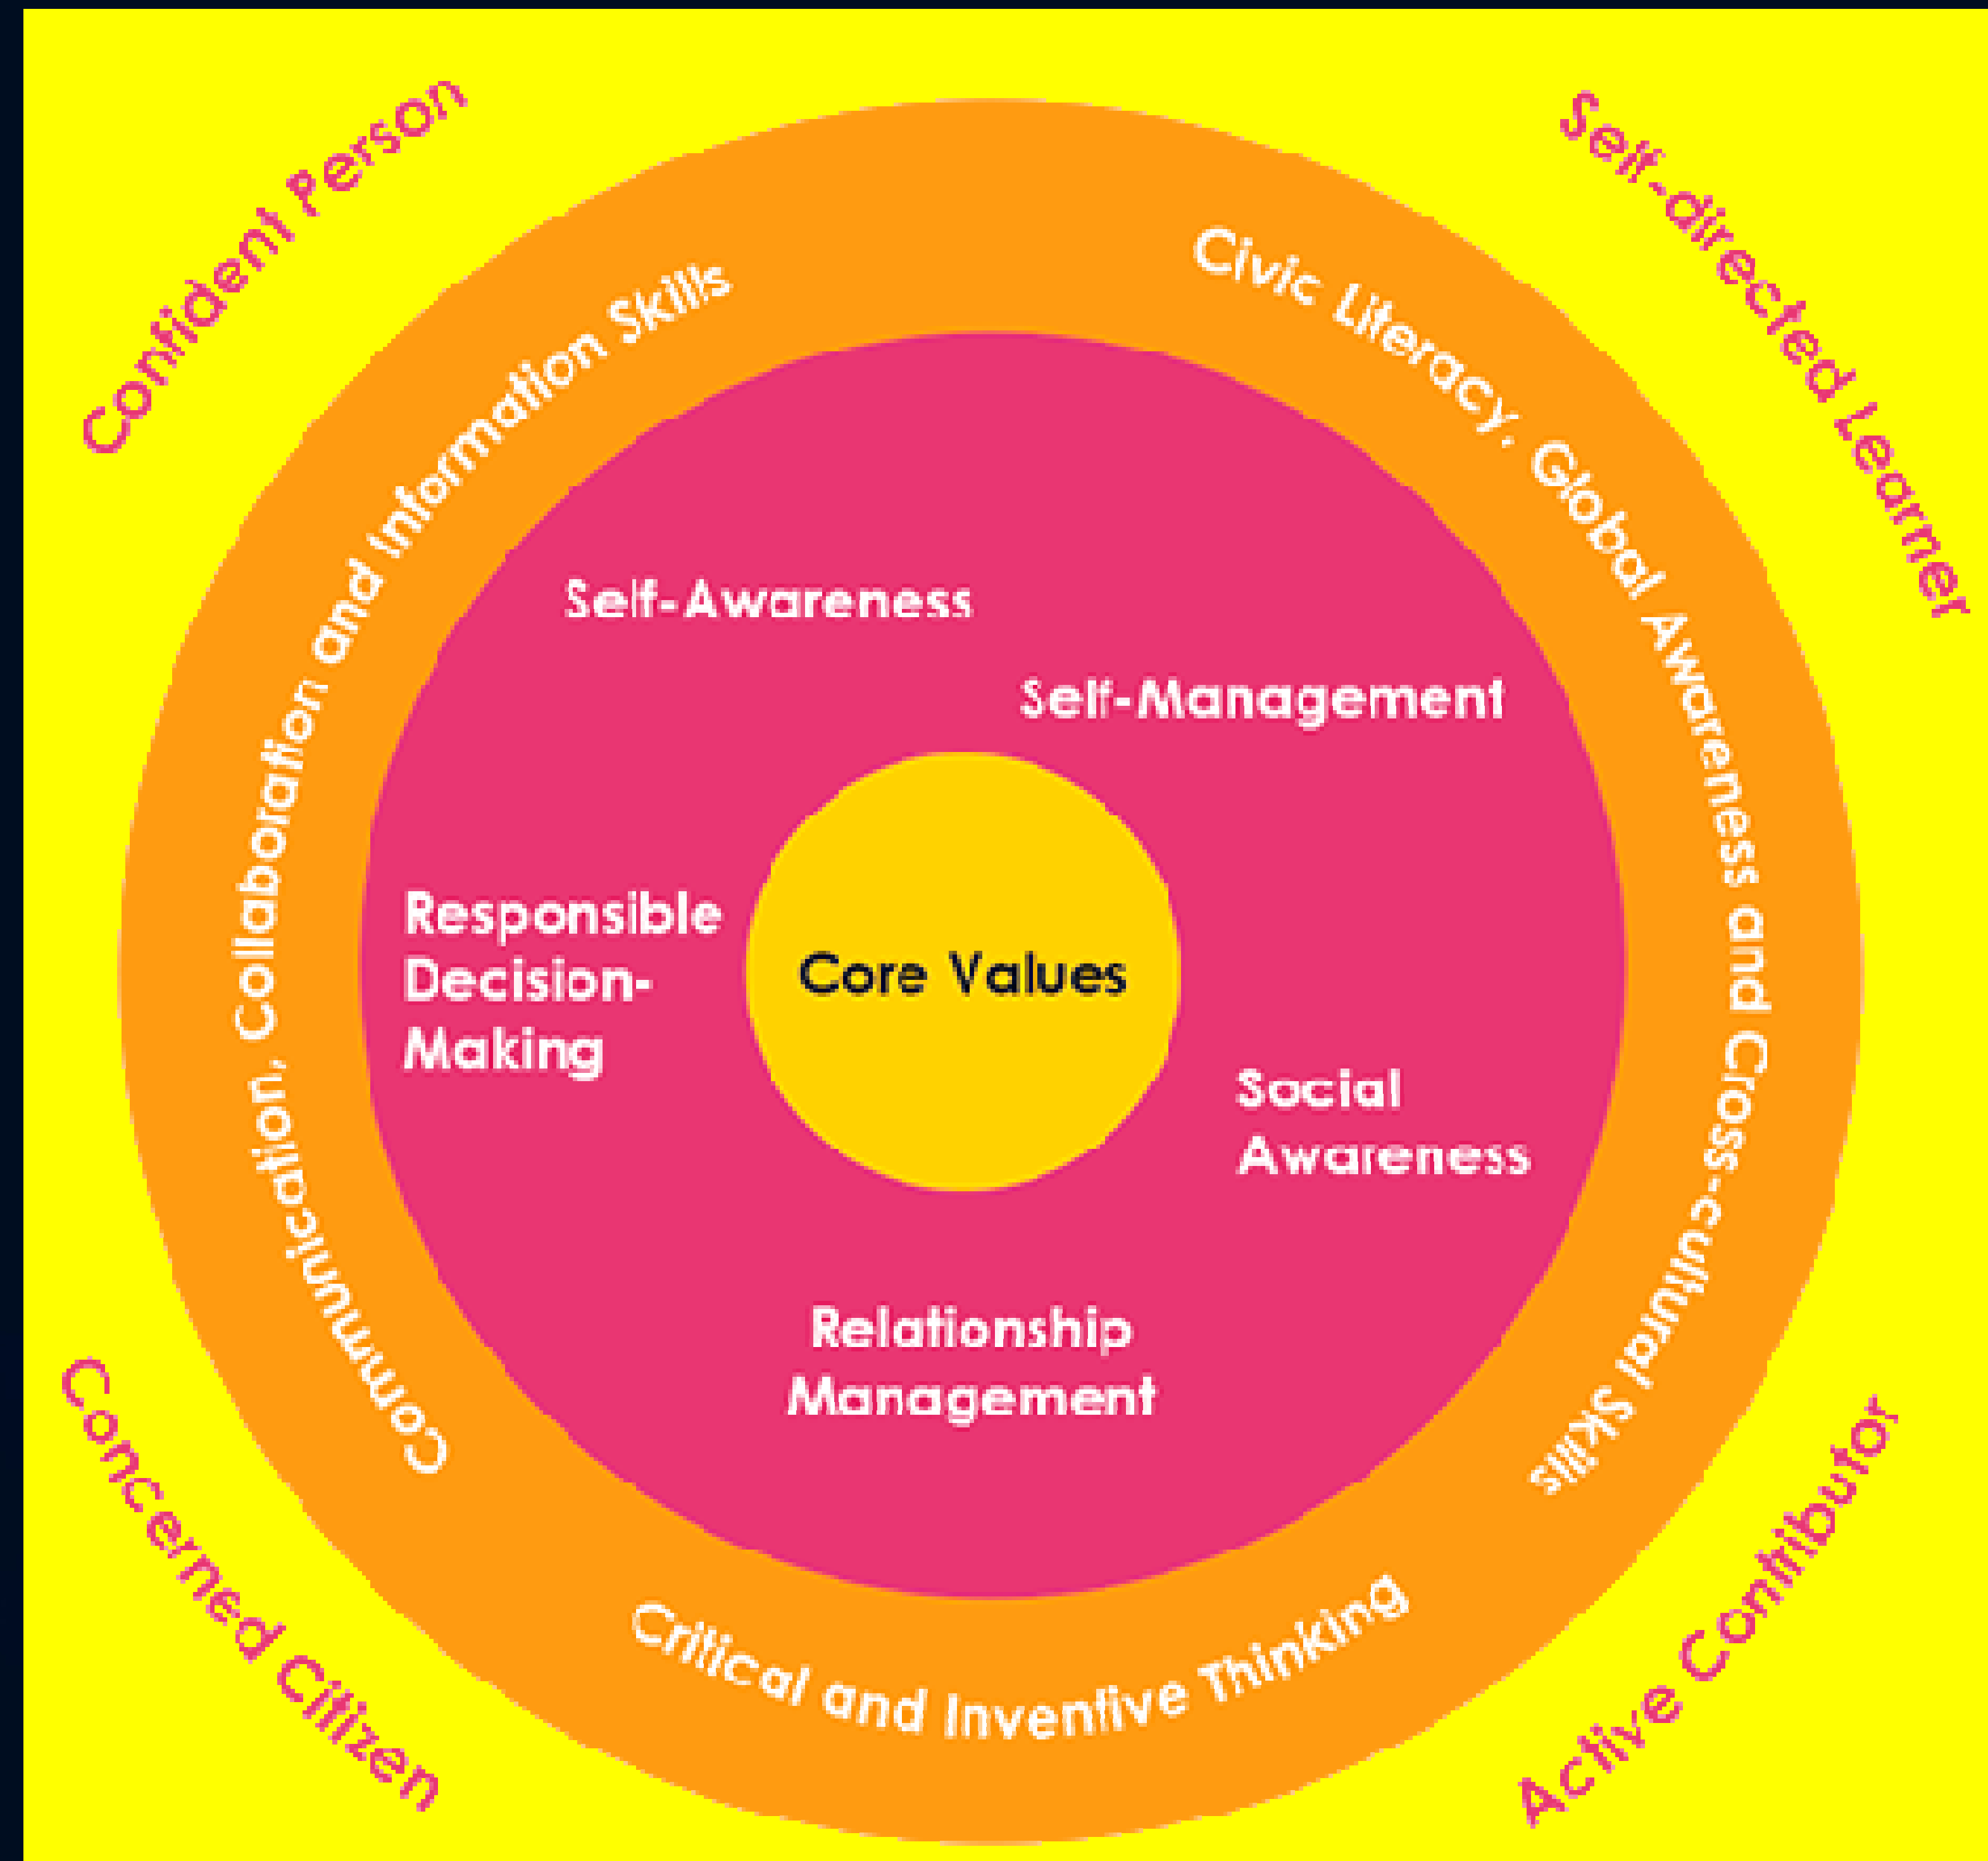 Confident Person
Self-directed Learner
Communication, Collaboration and Information Skills
Civic Literacy, Global Awareness and Cross-cultural Skills
Self-Awareness
Self-Management
Responsible
Decision-
Making
Core Values
Social
Awareness
Relationship
Management
Critical and Inventive Thinking
Concerned Citizen
Active Contributor